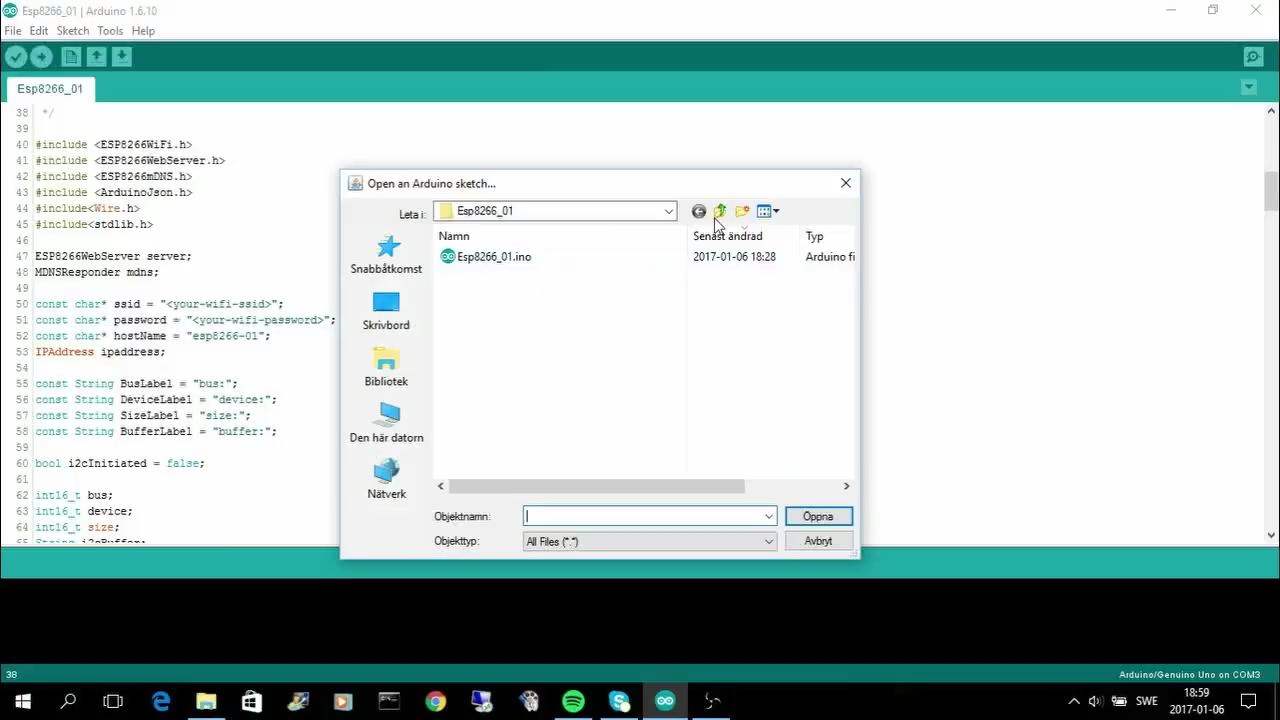 Esp8266_01 | Arduino 1.6.10
File Edit Sketch Tools Help
Esp8266_01
38 */
39
40 #include <ESP8266WiFi.h>
41 #include <ESP8266WebServer.h>
42 #include <ESP8266mDNS.h>
43 #include <ArduinoJson.h>
44 #include<Wire.h>
45 #include<stdlib.h>
46
47 ESP8266WebServer server;
48 MDNSResponder mdns;
49
50 const char* ssid = "<your-wifi-ssid>";
51 const char* password = "<your-wifi-password>";
52 const char* hostName = "esp8266-01";
53 IPAddress ipaddress;
54
55 const String BusLabel = "bus:";
56 const String DeviceLabel = "device:";
57 const String SizeLabel = "size:";
58 const String BufferLabel = "buffer:";
59
60 bool i2cInitiated = false;
61
62 int16_t bus;
63 int16_t device;
64 int16_t size;
65 String i2cBuffer;
Open an Arduino sketch...
Leta i: Esp8266_01
Namn Senast ändrad Typ
Esp8266_01.ino 2017-01-06 18:28 Arduino fi
Snabbåtkomst
Skrivbord
Bibliotek
Den här datorn
Nätverk
Objektnamn: Öppna
Objekttyp: All Files (*.*) Avbryt
38 Arduino/Genuino Uno on COM3
SWE 18:59
2017-01-06